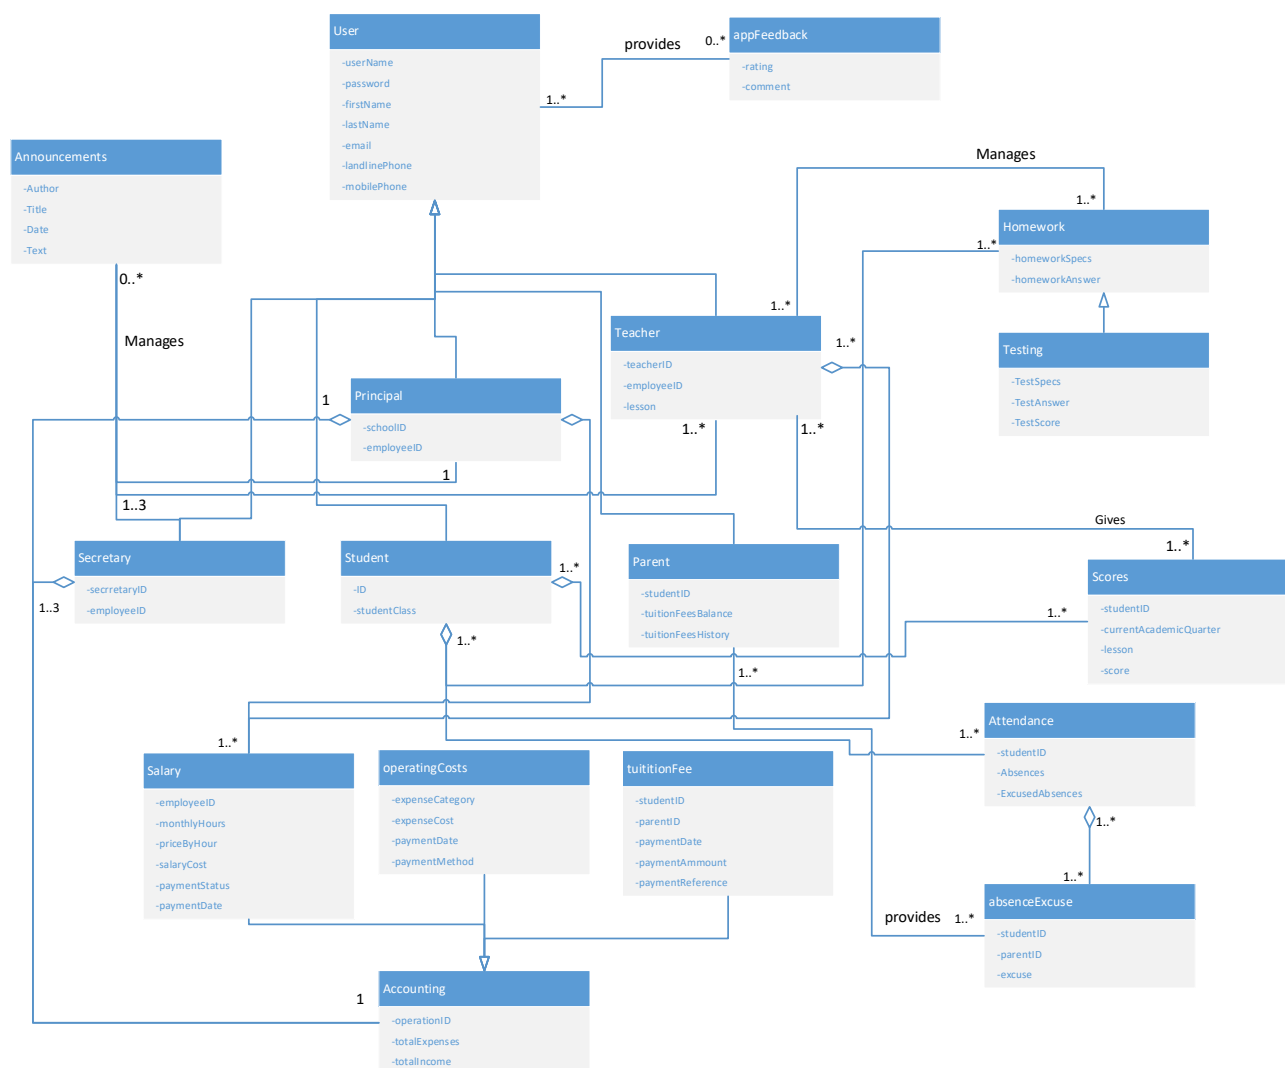 User
-userName
-password
-firstName
-lastName
-email
-landlinePhone
-mobilePhone
provides
0..*
1..*
appFeedback
-rating
-comment
Announcements
-Author
-Title
-Date
-Text
0..*
Manages
Manages
1..*
1..*
Homework
-homeworkSpecs
-homeworkAnswer
1..*
Teacher
-teacherID
-employeeID
-lesson
1..*
1..*
1..*
Testing
-TestSpecs
-TestAnswer
-TestScore
1
Principal
-schoolID
-employeeID
1
1..3
Secretary
-secrretaryID
-employeeID
1..3
Student
-ID
-studentClass
1..*
1..*
Parent
-studentID
-tuitionFeesBalance
-tuitionFeesHistory
1..*
Gives
1..*
Scores
-studentID
-currentAcademicQuarter
-lesson
-score
1..*
Attendance
-studentID
-Absences
-ExcusedAbsences
1..*
1..*
1..*
Salary
-employeeID
-monthlyHours
-priceByHour
-salaryCost
-paymentStatus
-paymentDate
1..*
operatingCosts
-expenseCategory
-expenseCost
-paymentDate
-paymentMethod
tuititionFee
-studentID
-parentID
-paymentDate
-paymentAmmount
-paymentReference
provides
1..*
absenceExcuse
-studentID
-parentID
-excuse
1
Accounting
-operationID
-totalExpenses
-totalIncome